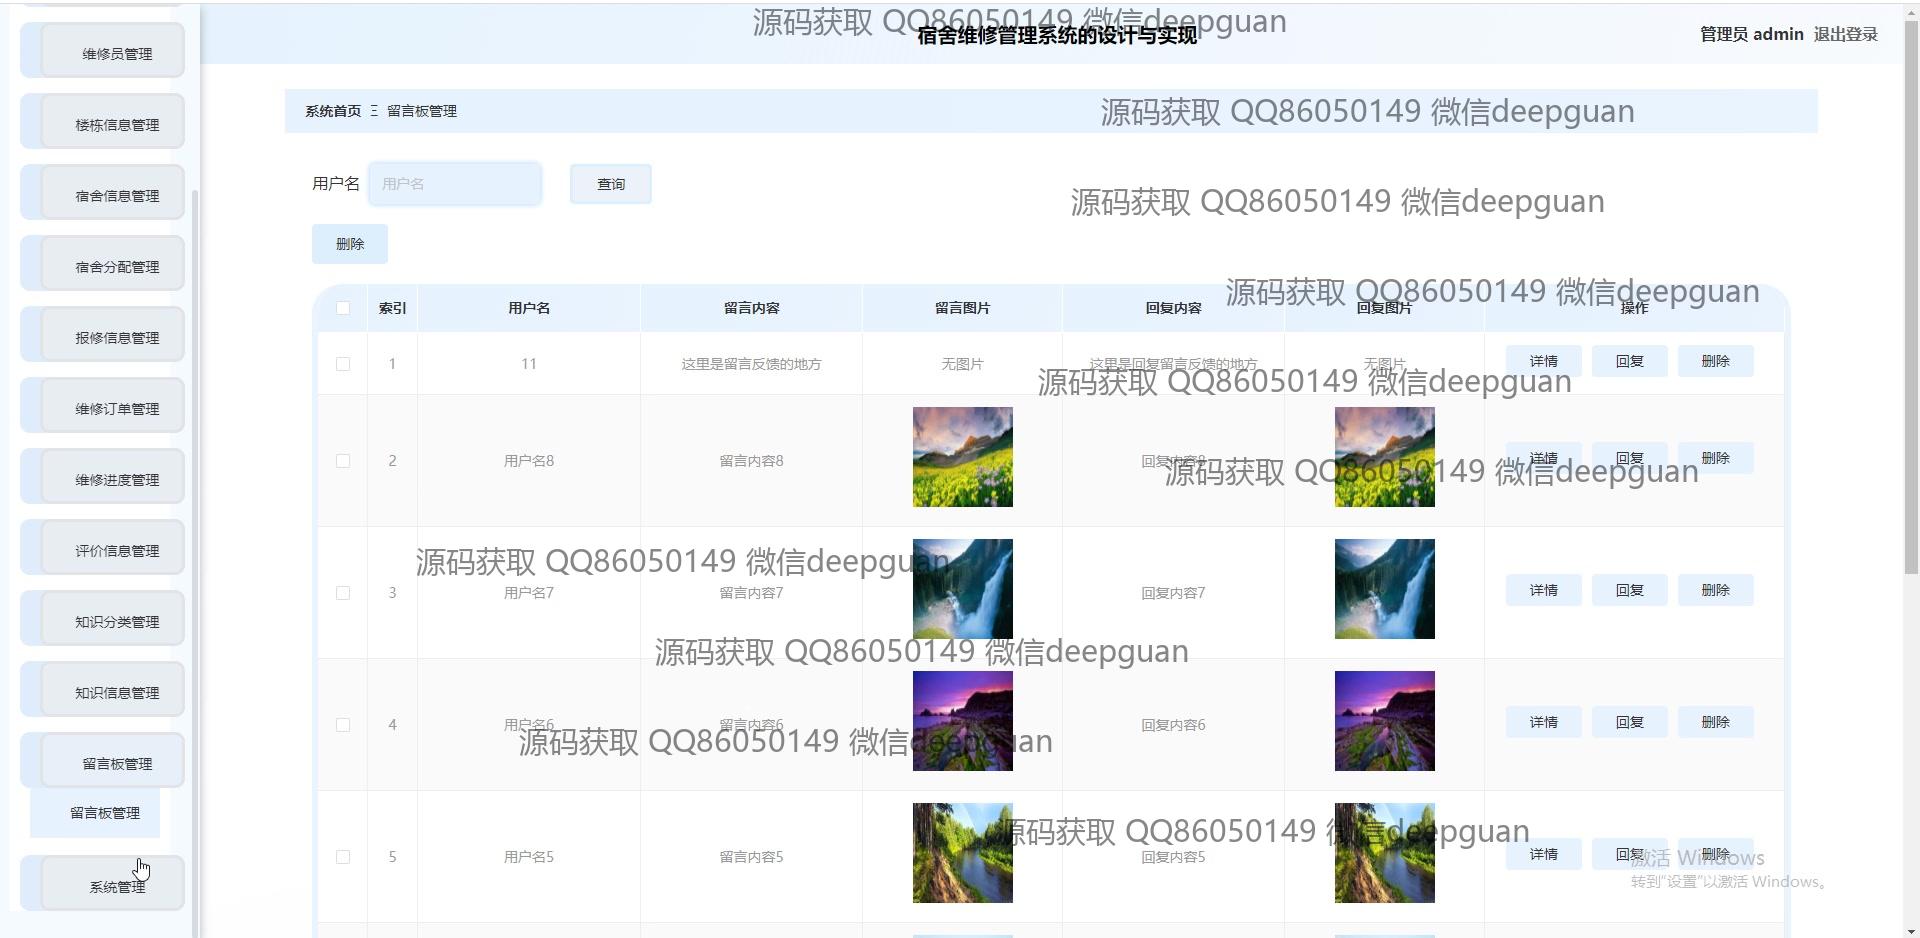 源码获取 QQ86050149 微信deepguan
宿舍维修管理系统的设计与实现
管理员 admin 退出登录
维修员管理
楼栋信息管理
宿舍信息管理
宿舍分配管理
报修信息管理
维修订单管理
维修进度管理
评价信息管理
知识分类管理
知识信息管理
留言板管理
留言板管理
系统管理
系统首页 Ξ 留言板管理
源码获取 QQ86050149 微信deepguan
用户名 用户名 查询
源码获取 QQ86050149 微信deepguan
删除
源码获取 QQ86050149 微信deepguan
索引 用户名 留言内容 留言图片 回复内容 回复图片 操作
1 11 这里是留言反馈的地方 无图片 这里是回复留言反馈的地方 无图片 详情 回复 删除
源码获取 QQ86050149 微信deepguan
2 用户名8 留言内容8 回复内容8 详情 回复 删除
源码获取 QQ86050149 微信deepguan
源码获取 QQ86050149 微信deepguan
3 用户名7 留言内容7 回复内容7 详情 回复 删除
源码获取 QQ86050149 微信deepguan
4 用户名6 留言内容6 回复内容6 详情 回复 删除
源码获取 QQ86050149 微信deepguan
源码获取 QQ86050149 微信deepguan
5 用户名5 留言内容5 回复内容5 详情 回复 删除
激活 Windows
转到"设置"以激活 Windows。